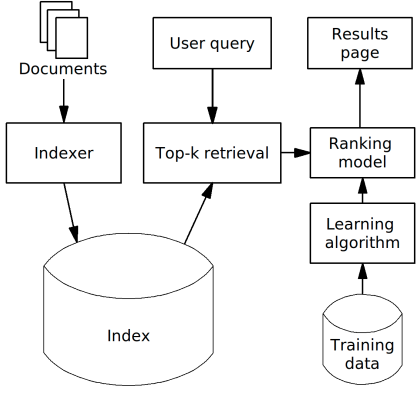 Documents
User query
Results
page
Indexer
Top-k retrieval
Ranking
model
Learning
algorithm
Index
Training
data